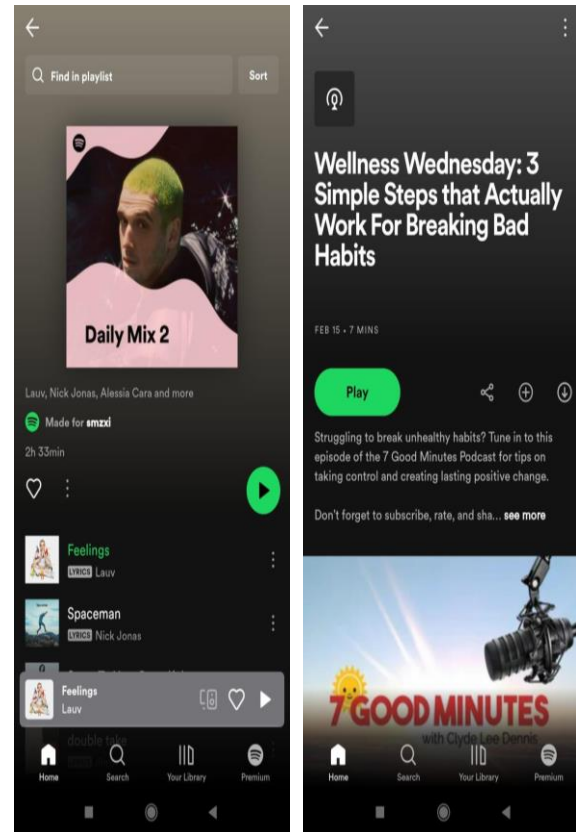 Find in playlist
Sort
Daily Mix 2
Lauv, Nick Jonas, Alessia Cara and more
Made for smzxl
2h 33min
Feelings
LYRICS Lauv
Spaceman
LYRICS Nick Jonas
Feelings
Lauv
double take
Home Search Your Library Premium
Wellness Wednesday: 3
Simple Steps that Actually
Work For Breaking Bad
Habits
FEB 15 • 7 MINS
Play
Struggling to break unhealthy habits? Tune in to this
episode of the 7 Good Minutes Podcast for tips on
taking control and creating lasting positive change.
Don't forget to subscribe, rate, and sha... see more
7 GOOD MINUTES
with Clyde Lee Dennis
Home Search Your Library Premium